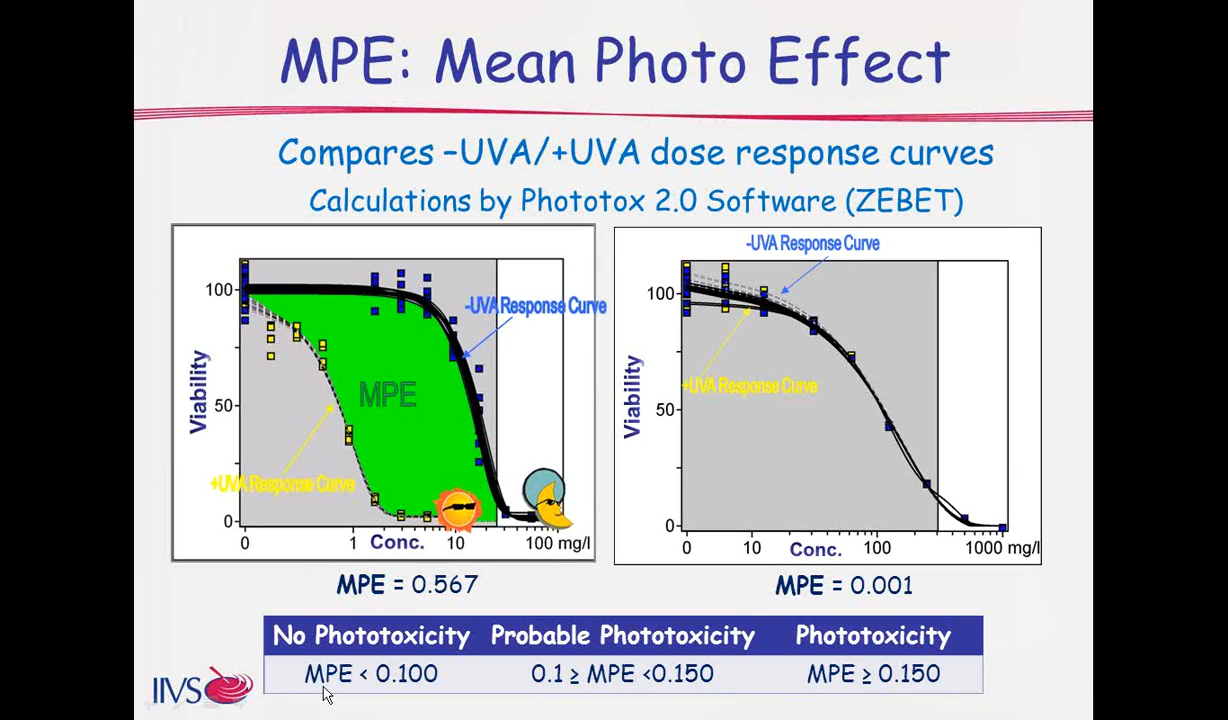 MPE: Mean Photo Effect
Compares –UVA/+UVA dose response curves
Calculations by Phototox 2.0 Software (ZEBET)
100
50
0
Viability
-UVA Response Curve
MPE
+UVA Response Curve
0 1 10 100 mg/l
Conc.
MPE = 0.567
-UVA Response Curve
100
50
0
Viability
+UVA Response Curve
0 10 100 1000 mg/l
Conc.
MPE = 0.001
No Phototoxicity Probable Phototoxicity Phototoxicity
MPE < 0.100 0.1 ≥ MPE <0.150 MPE ≥ 0.150
IIVS